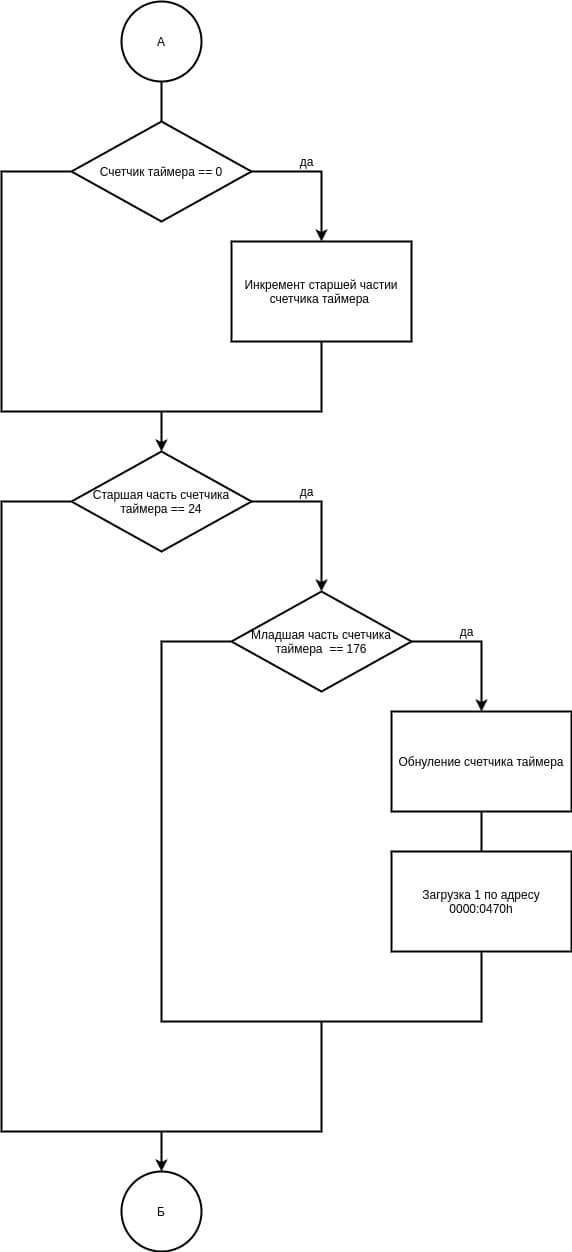 А
Счетчик таймера == 0
да
Инкремент старшей частии
счетчика таймера
Старшая часть счетчика
таймера == 24
да
Младшая часть счетчика
таймера  == 176
да
Обнуление счетчика таймера
Загрузка 1 по адресу
0000:0470h
Б